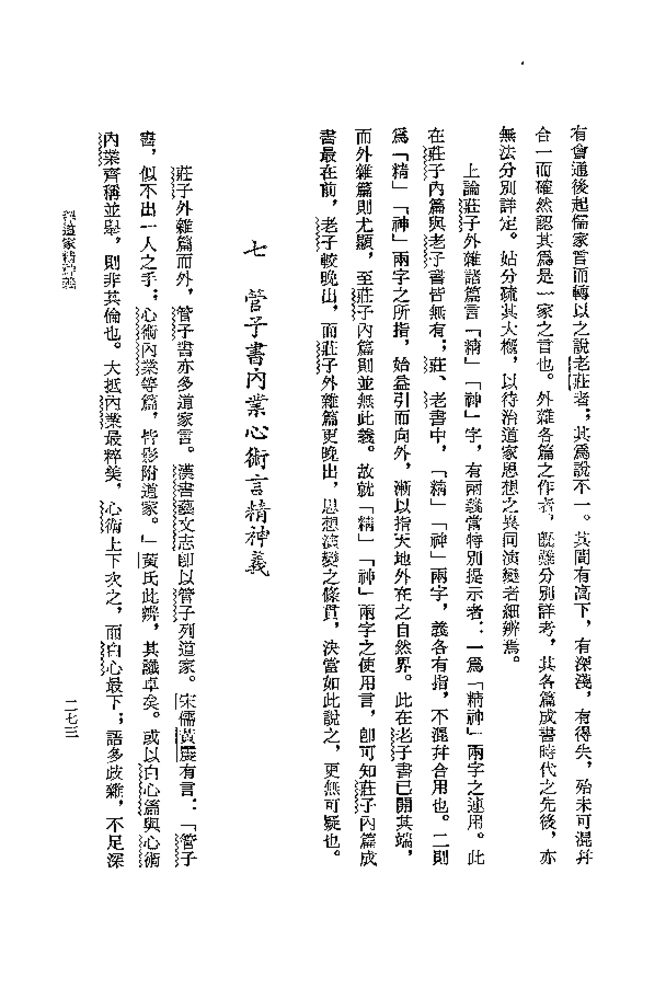 有會通後起儒家言而轉以之說老莊者；其爲說不一。其間有高下，有深淺，有得失，殆未可混幷
合一而確然認其爲是一家之言也。外雜各篇之作者，旣難分別詳考，其各篇成書時代之先後，亦
無法分別詳定。姑分疏其大槪，以待治道家思想之異同演變者細辨焉。
上論莊子外雜諸篇言「精」「神」字，有兩義當特別提示者：一爲「精神」兩字之連用。此
在莊子內篇與老子書皆無有；莊、老書中，「精」「神」兩字，義各有指，不混幷合用也。二則
爲「精」「神」兩字之所指，始益引而向外，漸以指天地外在之自然界。此在老子書已開其端，
而外雜篇則尤顯，至莊子內篇則並無此義。故就「精」「神」兩字之使用言，卽可知莊子內篇成
書最在前，老子較晚出，而莊子外雜篇更晚出，思想演變之條貫，決當如此說之，更無可疑也。
七　管子書內業心術言精神義
莊子外雜篇而外，管子書亦多道家言。漢書藝文志卽以管子列道家。宋儒黃震有言：「管子
書，似不出一人之手；心術內業等篇，皆影附道家。」黃氏此辨，其識卓矣。或以白心篇與心術
內業齊稱並舉，則非其倫也。大抵內業最粹美，心術上下次之，而白心最下；語多歧雜，不足深
釋道家精神義
二七三